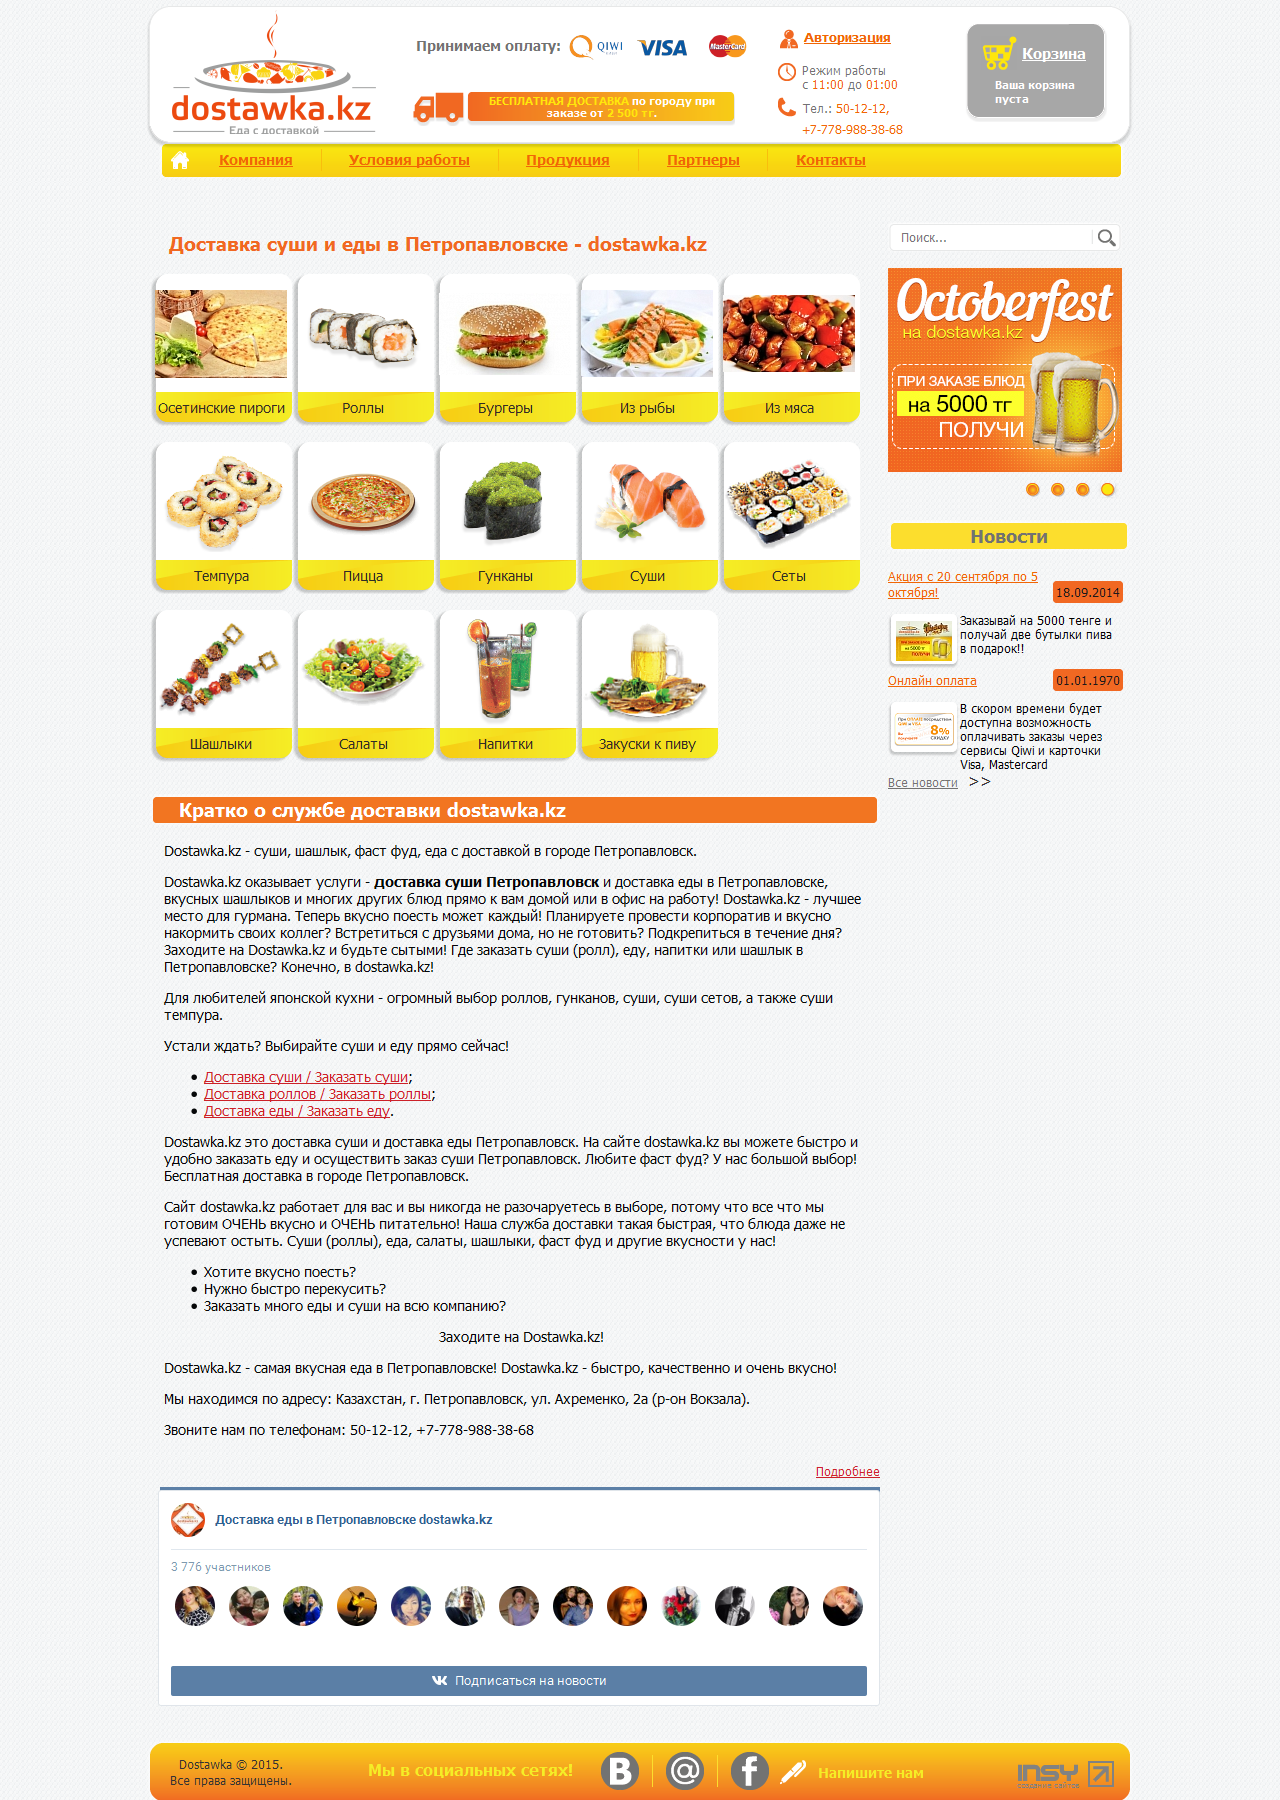 Принимаем оплату: QIWI VISA MasterCard
dostawka.kz
Еда с доставкой
БЕСПЛАТНАЯ ДОСТАВКА по городу при
заказе от 2 500 тг.
Авторизация
Режим работы
с 11:00 до 01:00
Тел.: 50-12-12,
+7-778-988-38-68
Корзина
Ваша корзина
пуста
Компания Условия работы Продукция Партнеры Контакты
Доставка суши и еды в Петропавловске - dostawka.kz
Осетинские пироги Роллы Бургеры Из рыбы Из мяса
Темпура Пицца Гунканы Суши Сеты
Шашлыки Салаты Напитки Закуски к пиву
Поиск...
Octoberfest
на dostawka.kz
ПРИ ЗАКАЗЕ БЛЮД
на 5000 тг
ПОЛУЧИ
Новости
Акция с 20 сентября по 5
октября!
18.09.2014
Заказывай на 5000 тенге и
получай две бутылки пива
в подарок!!
Онлайн оплата 01.01.1970
В скором времени будет
доступна возможность
оплачивать заказы через
сервисы Qiwi и карточки
Visa, Mastercard
8%
Все новости >>
Кратко о службе доставки dostawka.kz
Dostawka.kz - суши, шашлык, фаст фуд, еда с доставкой в городе Петропавловск.
Dostawka.kz оказывает услуги - доставка суши Петропавловск и доставка еды в Петропавловске,
вкусных шашлыков и многих других блюд прямо к вам домой или в офис на работу! Dostawka.kz - лучшее
место для гурмана. Теперь вкусно поесть может каждый! Планируете провести корпоратив и вкусно
накормить своих коллег? Встретиться с друзьями дома, но не готовить? Подкрепиться в течение дня?
Заходите на Dostawka.kz и будьте сытыми! Где заказать суши (ролл), еду, напитки или шашлык в
Петропавловске? Конечно, в dostawka.kz!
Для любителей японской кухни - огромный выбор роллов, гунканов, суши, суши сетов, а также суши
темпура.
Устали ждать? Выбирайте суши и еду прямо сейчас!
• Доставка суши / Заказать суши;
• Доставка роллов / Заказать роллы;
• Доставка еды / Заказать еду.
Dostawka.kz это доставка суши и доставка еды Петропавловск. На сайте dostawka.kz вы можете быстро и
удобно заказать еду и осуществить заказ суши Петропавловск. Любите фаст фуд? У нас большой выбор!
Бесплатная доставка в городе Петропавловск.
Сайт dostawka.kz работает для вас и вы никогда не разочаруетесь в выборе, потому что все что мы
готовим ОЧЕНЬ вкусно и ОЧЕНЬ питательно! Наша служба доставки такая быстрая, что блюда даже не
успевают остыть. Суши (роллы), еда, салаты, шашлыки, фаст фуд и другие вкусности у нас!
• Хотите вкусно поесть?
• Нужно быстро перекусить?
• Заказать много еды и суши на всю компанию?
Заходите на Dostawka.kz!
Dostawka.kz - самая вкусная еда в Петропавловске! Dostawka.kz - быстро, качественно и очень вкусно!
Мы находимся по адресу: Казахстан, г. Петропавловск, ул. Ахременко, 2а (р-он Вокзала).
Звоните нам по телефонам: 50-12-12, +7-778-988-38-68
Подробнее
Доставка еды в Петропавловске dostawka.kz
3 776 участников
Подписаться на новости
Dostawka © 2015.
Все права защищены.
Мы в социальных сетях!
B @ f
Напишите нам
INSY
создание сайтов